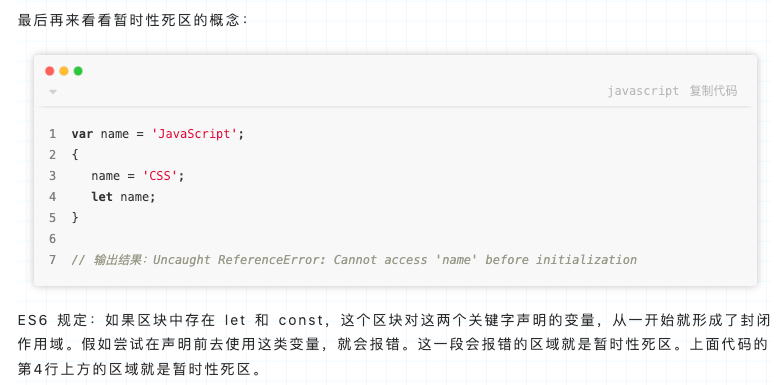 最后再来看看暂时性死区的概念：
javascript 复制代码
1 var name = 'JavaScript';
2 {
3 name = 'CSS';
4 let name;
5 }
6
7 // 输出结果：Uncaught ReferenceError: Cannot access 'name' before initialization
ES6 规定：如果区块中存在 let 和 const，这个区块对这两个关键字声明的变量，从一开始就形成了封闭
作用域。假如尝试在声明前去使用这类变量，就会报错。这一段会报错的区域就是暂时性死区。上面代码的
第4行上方的区域就是暂时性死区。